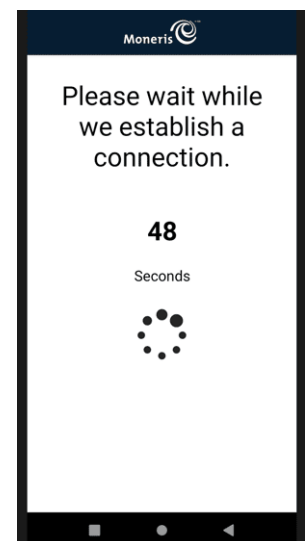 Moneris
Please wait while
we establish a
connection.
48
Seconds